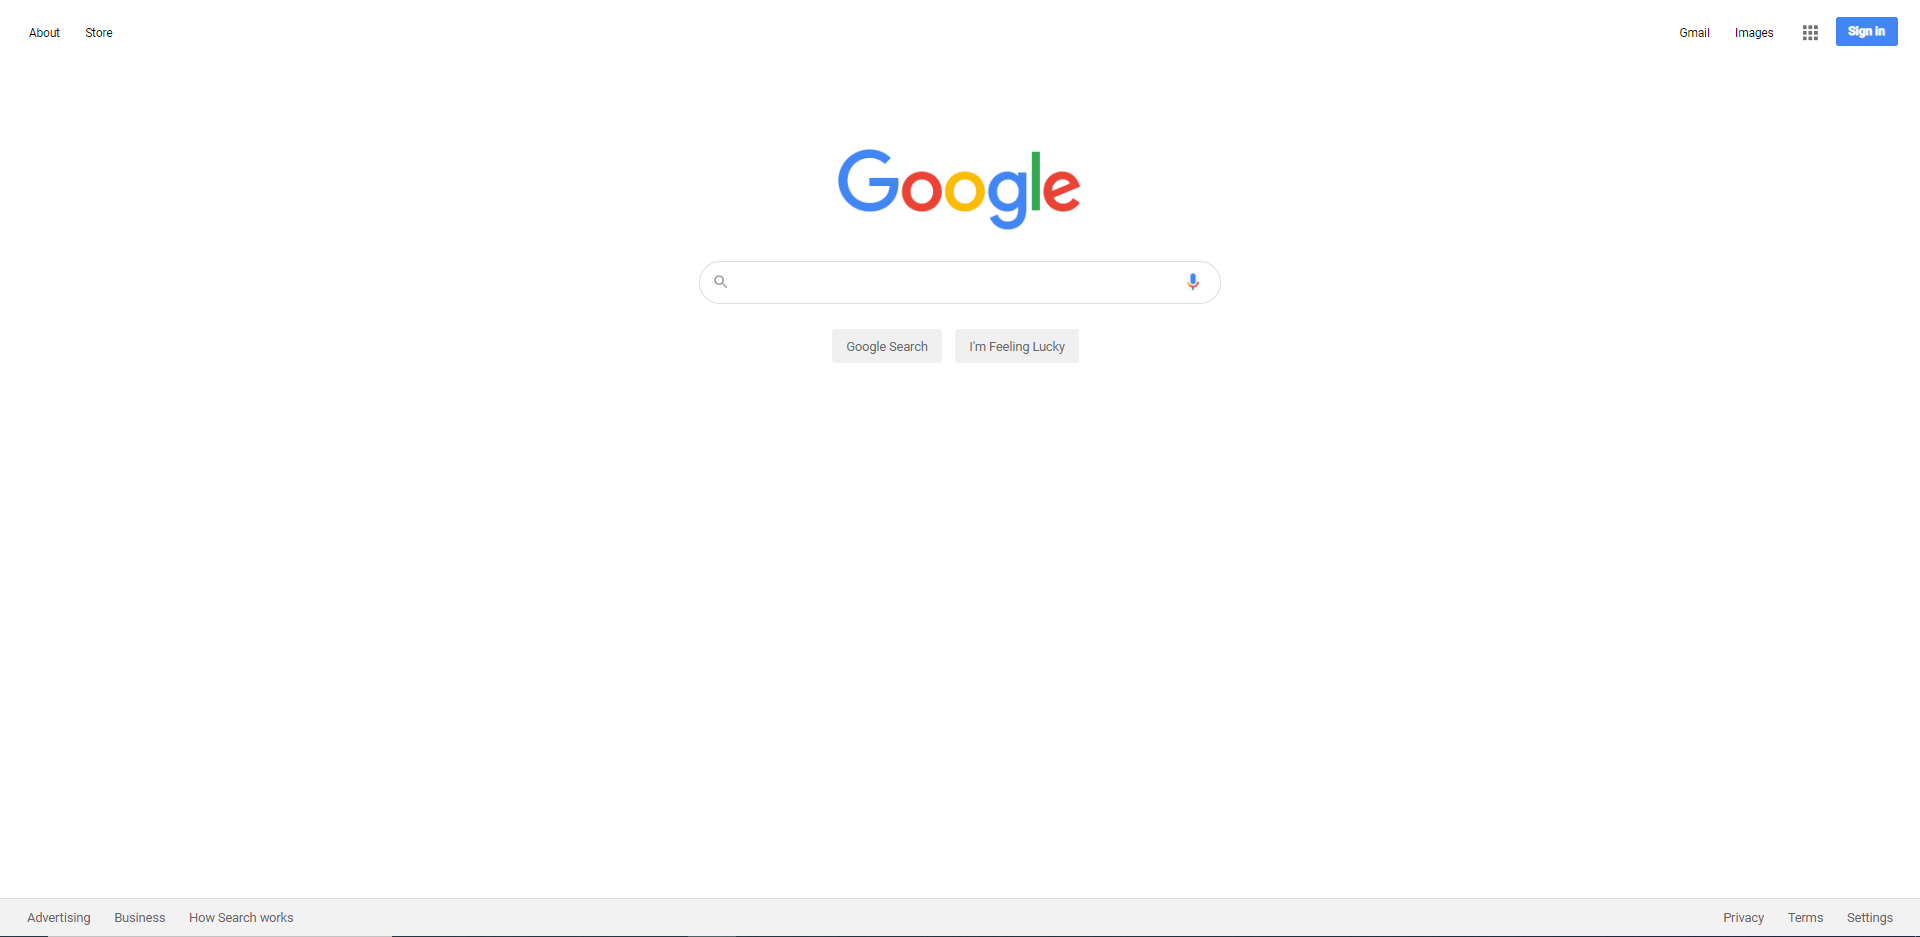 About Store Gmail Images Sign in
Google
Google Search I'm Feeling Lucky
Advertising Business How Search works Privacy Terms Settings